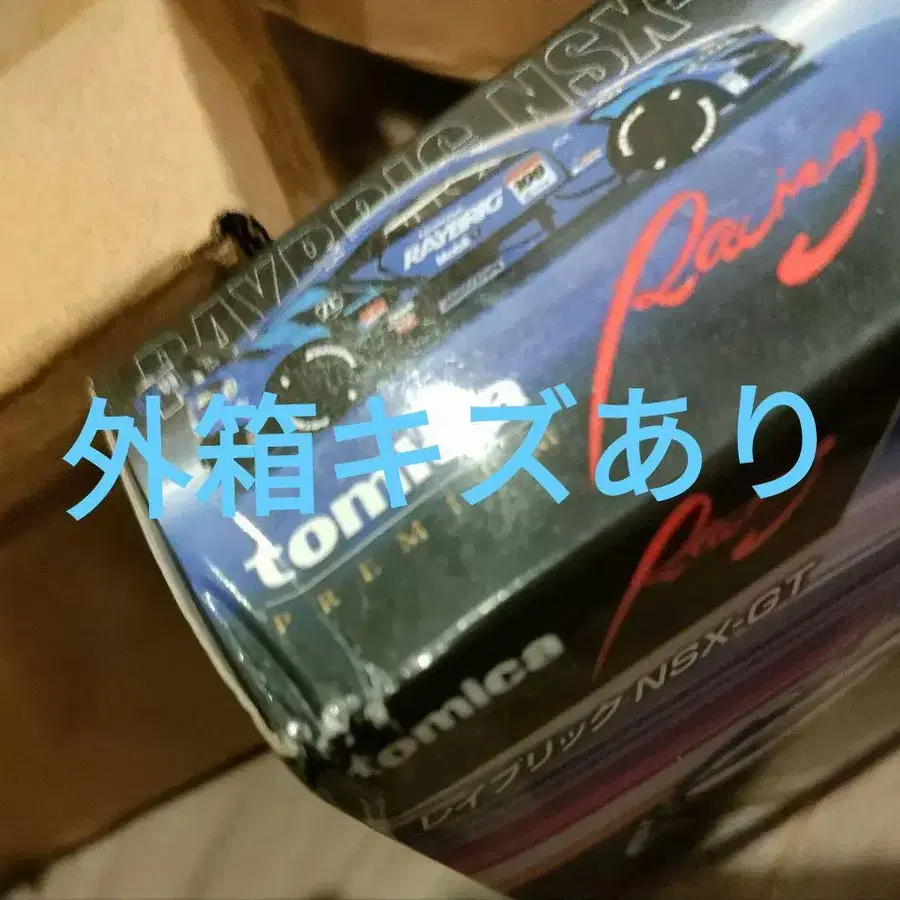 RAYBRIG NSX-
RAYBRIG
Racing
外箱キズあり
tomica
PREMIUM
Racing
tomica
レイブリック NSX-GT